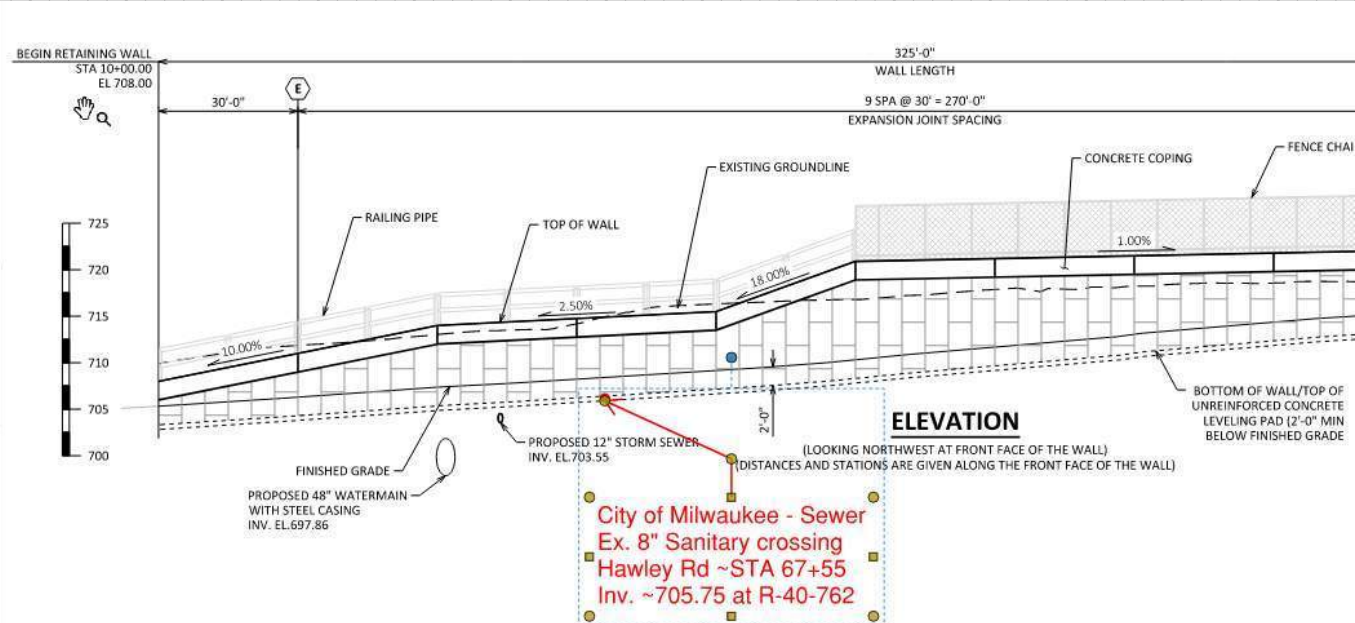 BEGIN RETAINING WALL
STA 10+00.00
EL 708.00
325'-0"
WALL LENGTH
30'-0"
E
9 SPA @ 30' = 270'-0"
EXPANSION JOINT SPACING
RAILING PIPE
TOP OF WALL
EXISTING GROUNDLINE
CONCRETE COPING
FENCE CHAI
725
720
715
710
705
700
10.00%
2.50%
18.00%
1.00%
2'-0"
FINISHED GRADE
PROPOSED 48" WATERMAIN
WITH STEEL CASING
INV. EL.697.86
PROPOSED 12" STORM SEWER
INV. EL.703.55
ELEVATION
(LOOKING NORTHWEST AT FRONT FACE OF THE WALL)
(DISTANCES AND STATIONS ARE GIVEN ALONG THE FRONT FACE OF THE WALL)
BOTTOM OF WALL/TOP OF
UNREINFORCED CONCRETE
LEVELING PAD (2'-0" MIN
BELOW FINISHED GRADE
City of Milwaukee - Sewer
Ex. 8" Sanitary crossing
Hawley Rd ~STA 67+55
Inv. ~705.75 at R-40-762